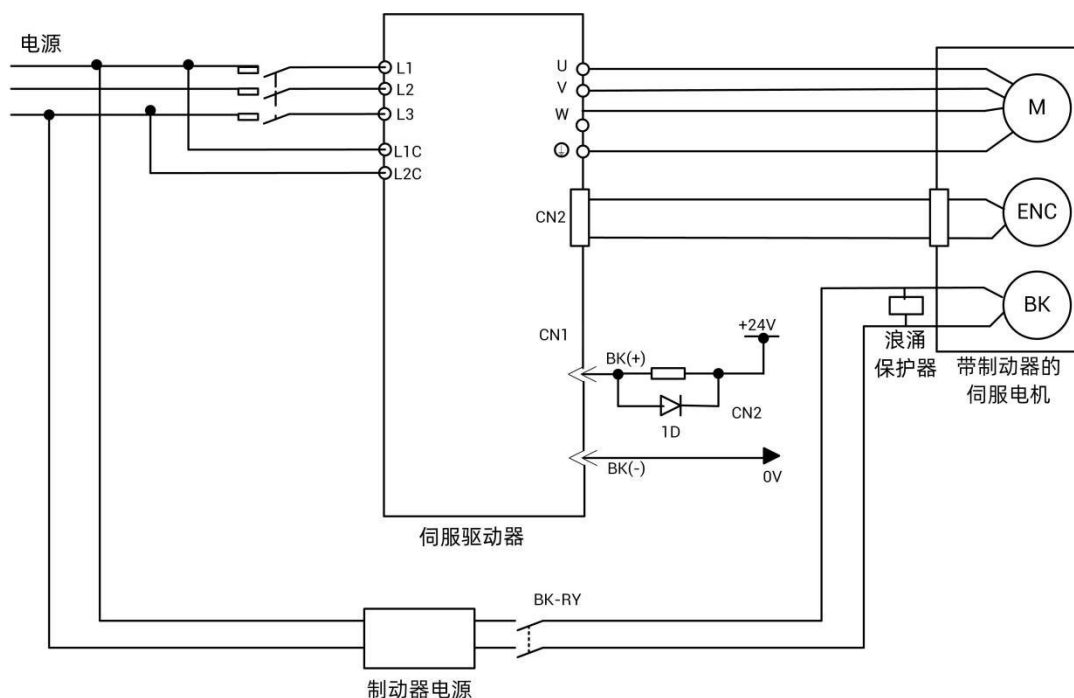 电源
L1
L2
L3
L1C
L2C
U
V
W
CN2
CN1
M
ENC
BK
浪涌
保护器
带制动器的
伺服电机
+24V
BK(+)
1D
CN2
BK(-)
0V
伺服驱动器
BK-RY
制动器电源